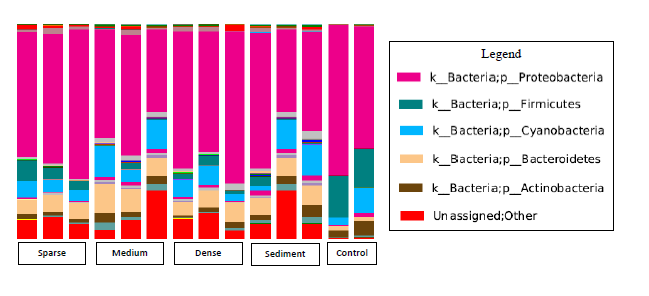 Legend
k__Bacteria;p__Proteobacteria
k__Bacteria;p__Firmicutes
k__Bacteria;p__Cyanobacteria
k__Bacteria;p__Bacteroidetes
k__Bacteria;p__Actinobacteria
Unassigned;Other
Sparse Medium Dense Sediment Control